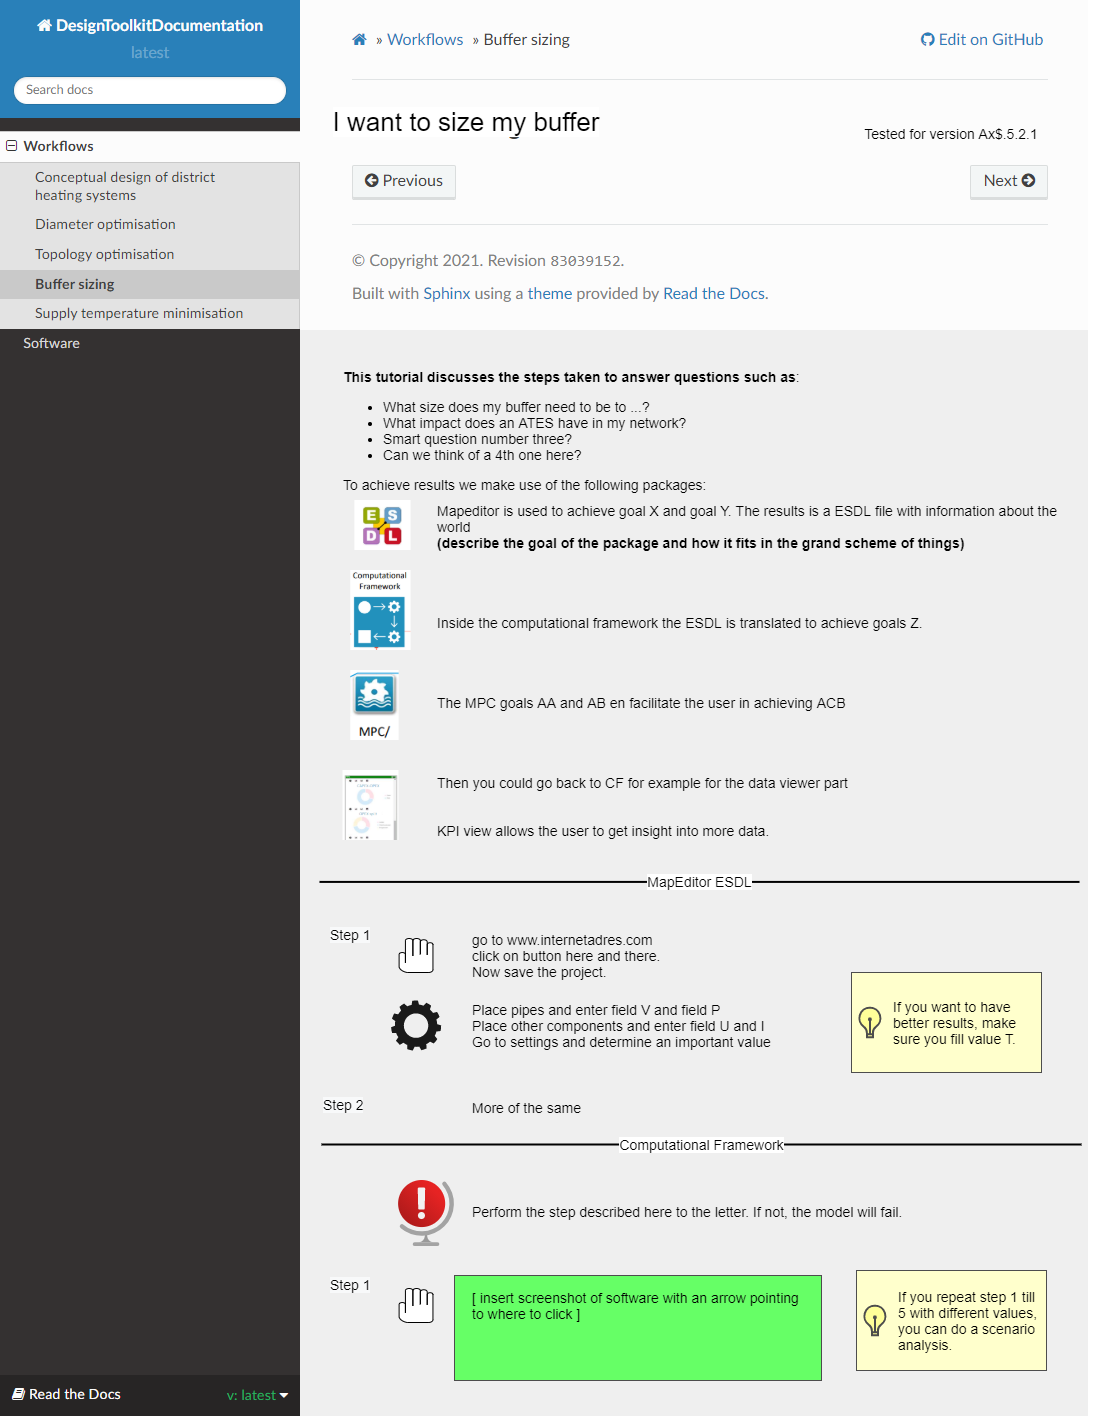 DesignToolkitDocumentation
latest
Search docs
Workflows
Conceptual design of district
heating systems
Diameter optimisation
Topology optimisation
Buffer sizing
Supply temperature minimisation
Software
Read the Docs
v: latest
» Workflows » Buffer sizing
Edit on GitHub
I want to size my buffer
Tested for version Ax$.5.2.1
Previous
Next
© Copyright 2021. Revision 83039152.
Built with Sphinx using a theme provided by Read the Docs.
This tutorial discusses the steps taken to answer questions such as:
• What size does my buffer need to be to ...?
• What impact does an ATES have in my network?
• Smart question number three?
• Can we think of a 4th one here?
To achieve results we make use of the following packages:
E S
D L
Mapeditor is used to achieve goal X and goal Y. The results is a ESDL file with information about the
world
(describe the goal of the package and how it fits in the grand scheme of things)
Computational
Framework
Inside the computational framework the ESDL is translated to achieve goals Z.
MPC/
The MPC goals AA and AB en facilitate the user in achieving ACB
Then you could go back to CF for example for the data viewer part
KPI view allows the user to get insight into more data.
MapEditor ESDL
Step 1
go to www.internetadres.com
click on button here and there.
Now save the project.
Place pipes and enter field V and field P
Place other components and enter field U and I
Go to settings and determine an important value
If you want to have
better results, make
sure you fill value T.
Step 2
More of the same
Computational Framework
Perform the step described here to the letter. If not, the model will fail.
Step 1
[ insert screenshot of software with an arrow pointing
to where to click ]
If you repeat step 1 till
5 with different values,
you can do a scenario
analysis.